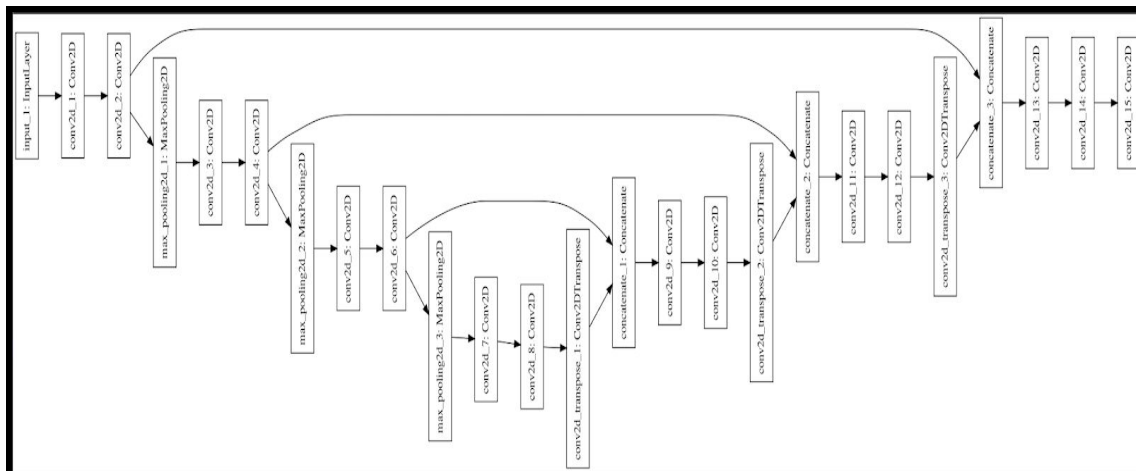 input_1: InputLayer
conv2d_1: Conv2D
conv2d_2: Conv2D
max_pooling2d_1: MaxPooling2D
conv2d_3: Conv2D
conv2d_4: Conv2D
max_pooling2d_2: MaxPooling2D
conv2d_5: Conv2D
conv2d_6: Conv2D
max_pooling2d_3: MaxPooling2D
conv2d_7: Conv2D
conv2d_8: Conv2D
conv2d_transpose_1: Conv2DTranspose
concatenate_1: Concatenate
conv2d_9: Conv2D
conv2d_10: Conv2D
conv2d_transpose_2: Conv2DTranspose
concatenate_2: Concatenate
conv2d_11: Conv2D
conv2d_12: Conv2D
conv2d_transpose_3: Conv2DTranspose
concatenate_3: Concatenate
conv2d_13: Conv2D
conv2d_14: Conv2D
conv2d_15: Conv2D